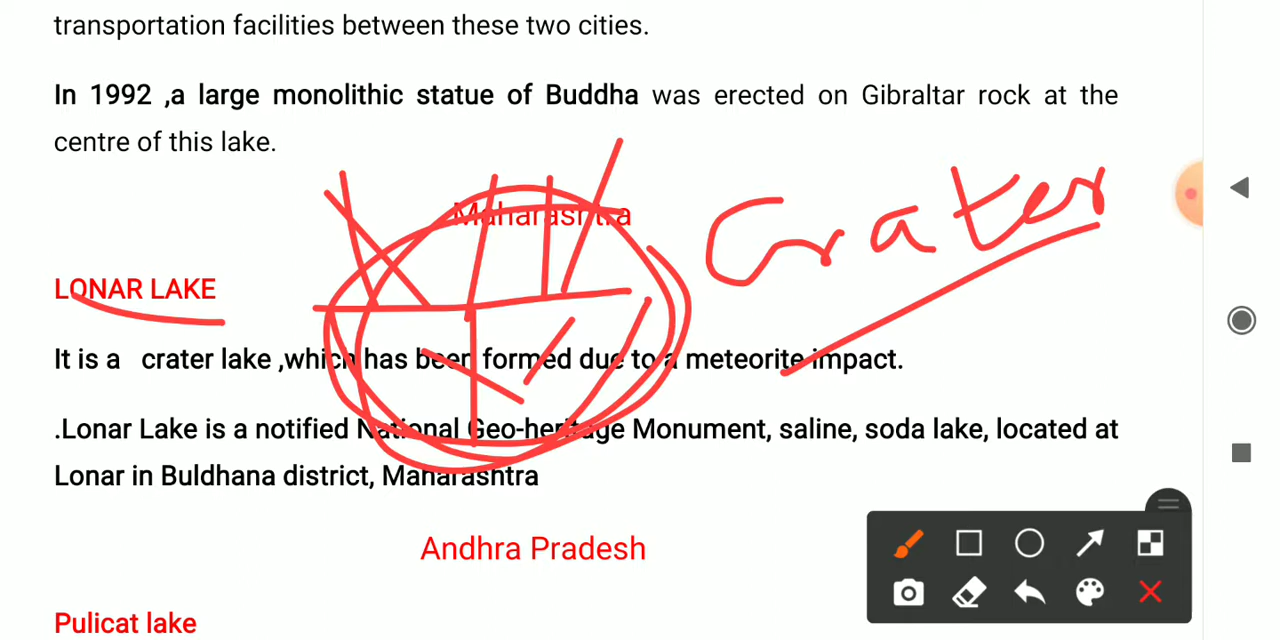 transportation facilities between these two cities.
In 1992 ,a large monolithic statue of Buddha was erected on Gibraltar rock at the
centre of this lake.
Maharashtra
Crater
LONAR LAKE
It is a crater lake ,which has been formed due to a meteorite impact.
.Lonar Lake is a notified National Geo-heritage Monument, saline, soda lake, located at
Lonar in Buldhana district, Maharashtra
Andhra Pradesh
Pulicat lake